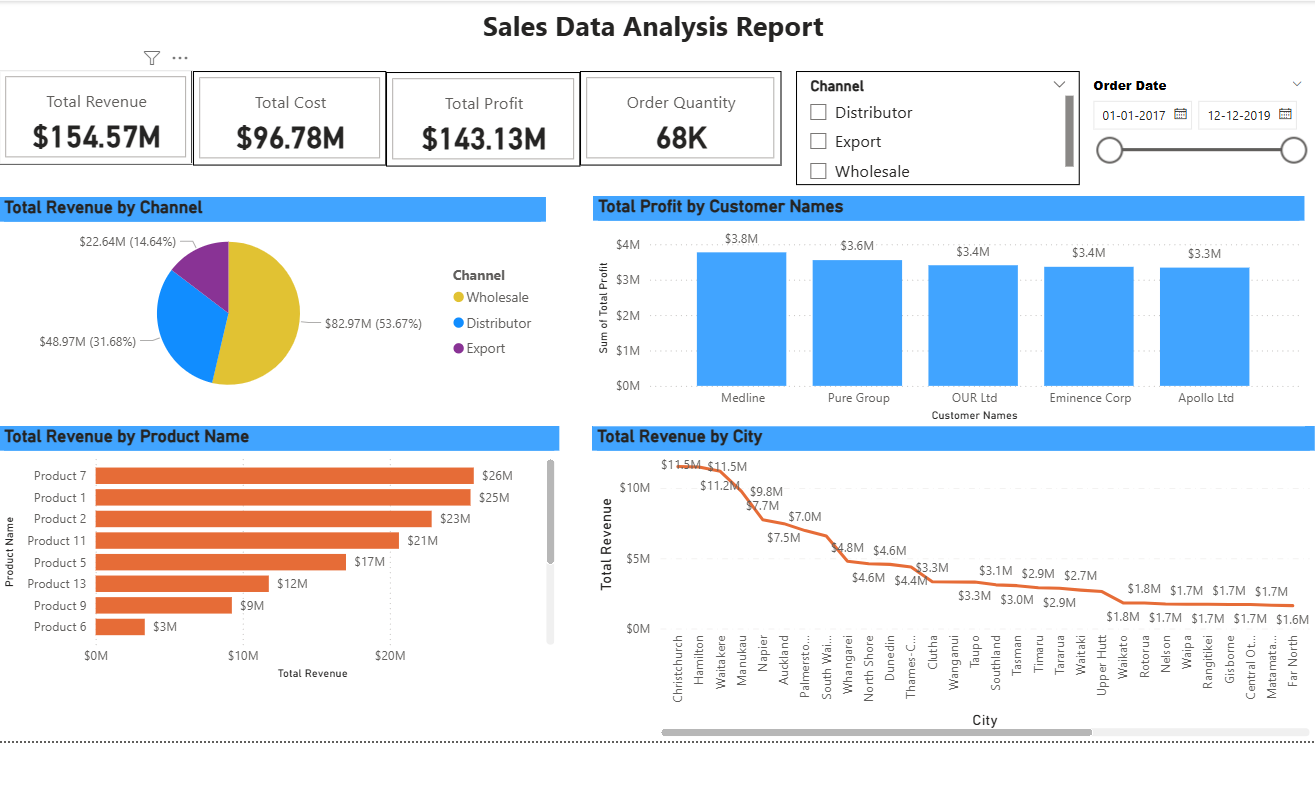 Sales Data Analysis Report
Total Revenue
$154.57M
Total Cost
$96.78M
Total Profit
$143.13M
Order Quantity
68K
Channel
Distributor
Export
Wholesale
Order Date
01-01-2017
12-12-2019
Total Revenue by Channel
$22.64M (14.64%)
$82.97M (53.67%)
$48.97M (31.68%)
Channel
Wholesale
Distributor
Export
Total Profit by Customer Names
Sum of Total Profit
$4M
$3M
$2M
$1M
$0M
$3.8M
$3.6M
$3.4M
$3.4M
$3.3M
Medline
Pure Group
OUR Ltd
Eminence Corp
Apollo Ltd
Customer Names
Total Revenue by Product Name
Product Name
Product 7 $26M
Product 1 $25M
Product 2 $23M
Product 11 $21M
Product 5 $17M
Product 13 $12M
Product 9 $9M
Product 6 $3M
$0M $10M $20M
Total Revenue
Total Revenue by City
Total Revenue
$10M
$5M
$0M
$11.5M
$11.5M
$11.2M
$9.8M
$7.7M
$7.5M
$7.0M
$4.8M
$4.6M
$4.6M
$4.4M
$3.3M
$3.3M
$3.1M
$3.0M
$2.9M
$2.9M
$2.7M
$1.8M
$1.8M
$1.7M
$1.7M
$1.7M
$1.7M
$1.7M
$1.7M
$1.6M
Christchurch
Hamilton
Waitakere
Manukau
Napier
Auckland
Palmersto...
South Wai...
Whangarei
North Shore
Dunedin
Thames-C...
Clutha
Wanganui
Taupo
Southland
Tasman
Timaru
Tararua
Waitaki
Upper Hutt
Waikato
Rotorua
Nelson
Waipa
Rangitikei
Gisborne
Central Ot...
Matamata...
Far North
City